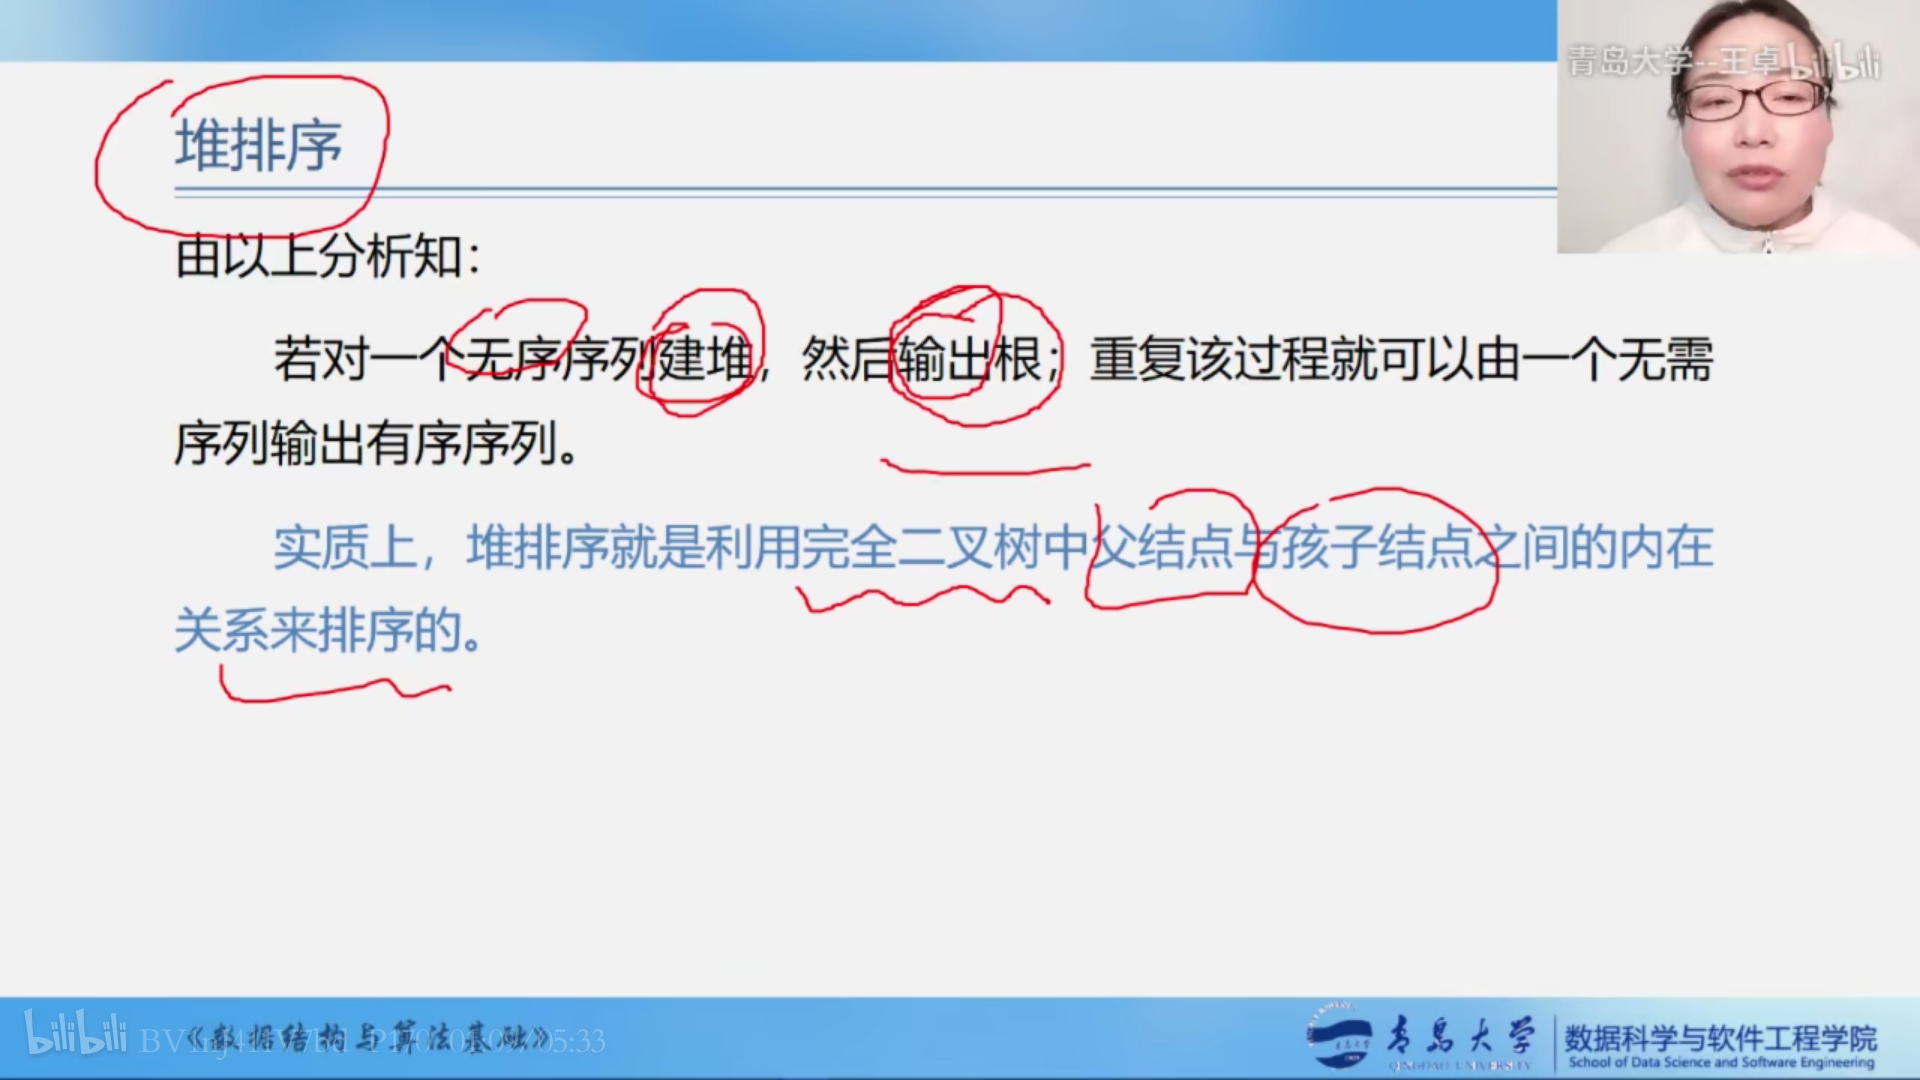 青岛大学--王卓 bilibili
堆排序
由以上分析知：
若对一个无序序列建堆，然后输出根；重复该过程就可以由一个无需
序列输出有序序列。
实质上，堆排序就是利用完全二叉树中父结点与孩子结点之间的内在
关系来排序的。
bilibili
《数据结构与算法基础》
05:33
青岛大学
QINGDAO UNIVERSITY
数据科学与软件工程学院
School of Data Science and Software Engineering